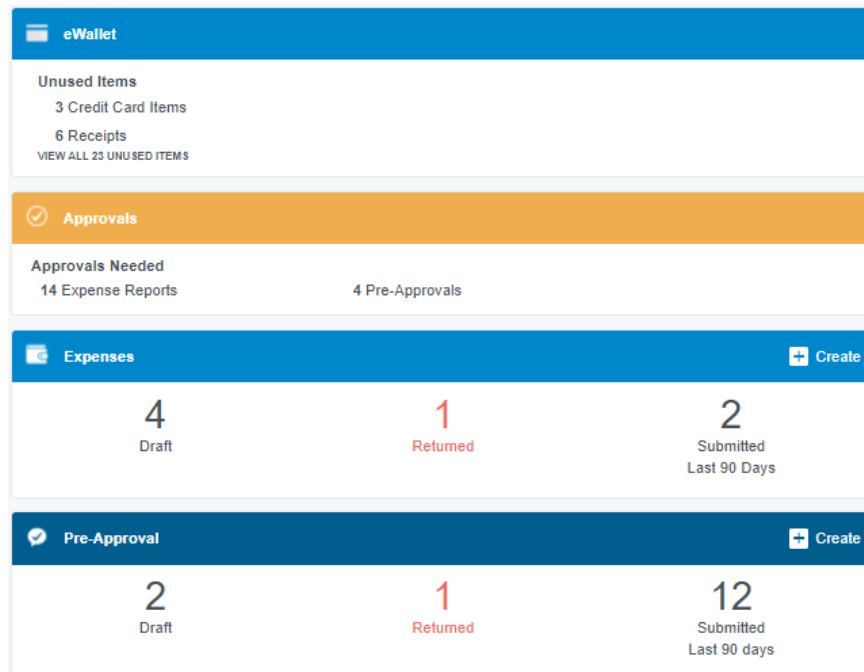 eWallet
Unused Items
3 Credit Card Items
6 Receipts
VIEW ALL 23 UNUSED ITEMS
Approvals
Approvals Needed
14 Expense Reports 4 Pre-Approvals
Expenses + Create
4 1 2
Draft Returned Submitted
Last 90 Days
Pre-Approval + Create
2 1 12
Draft Returned Submitted
Last 90 days